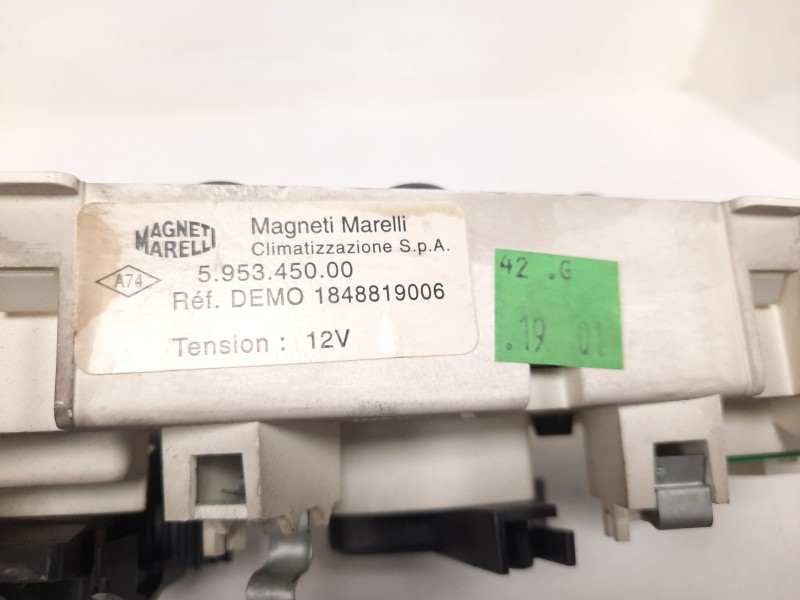 MAGNETI
MARELLI
Magneti Marelli
Climatizzazione S.p.A.
A74
5.953.450.00
Réf. DEMO 1848819006
Tension : 12V
42 .G
.19 01